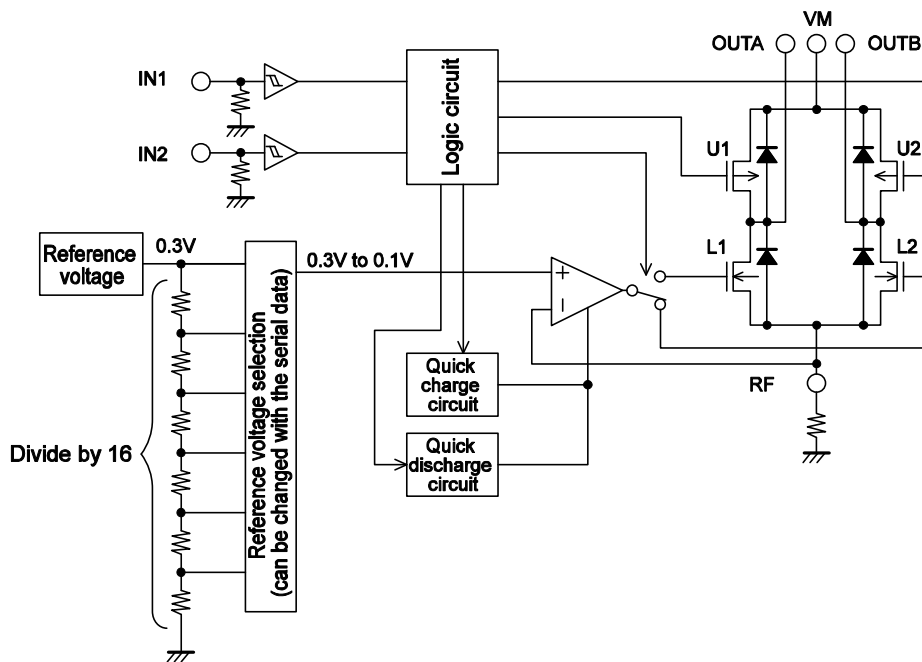 VM
OUTA
OUTB
IN1
IN2
Logic circuit
U1
U2
L1
L2
Reference
voltage
0.3V
0.3V to 0.1V
Reference voltage selection
(can be changed with the serial data)
+
−
Quick
charge
circuit
RF
Divide by 16
Quick
discharge
circuit